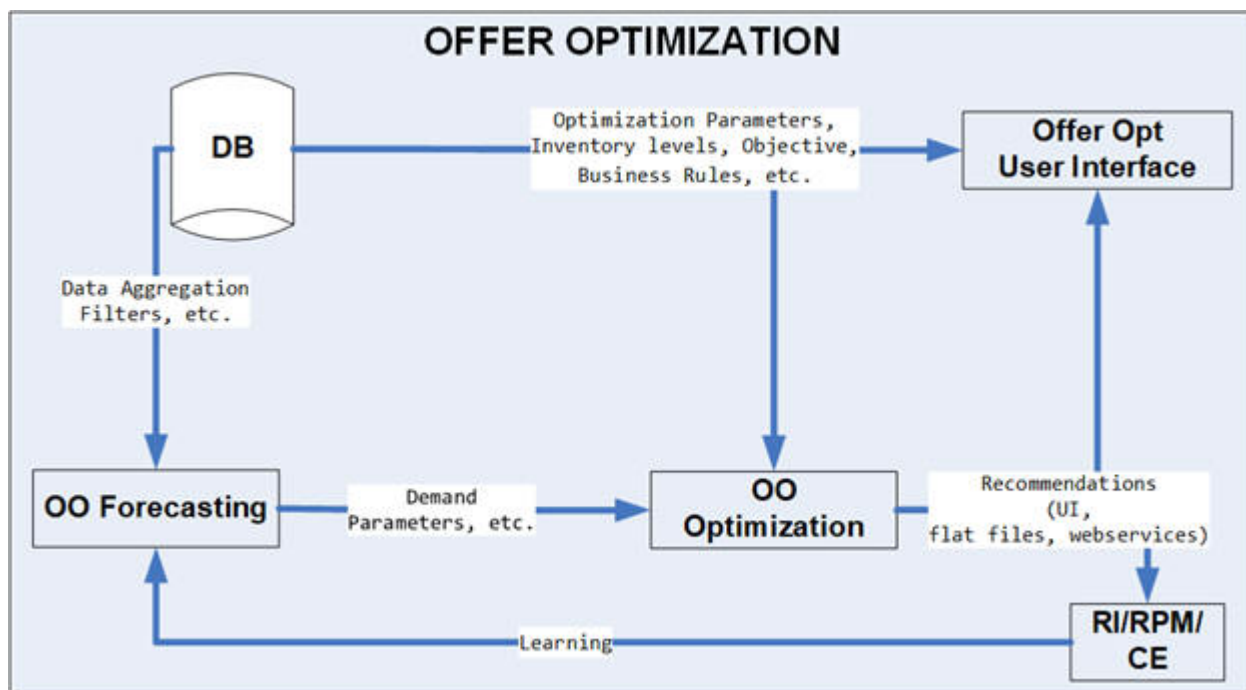 OFFER OPTIMIZATION
DB
Optimization Parameters,
Inventory levels, Objective,
Business Rules, etc.
Offer Opt
User Interface
Data Aggregation
Filters, etc.
OO Forecasting
Demand
Parameters, etc.
OO
Optimization
Recommendations
(UI,
flat files, webservices)
RI/RPM/
CE
Learning